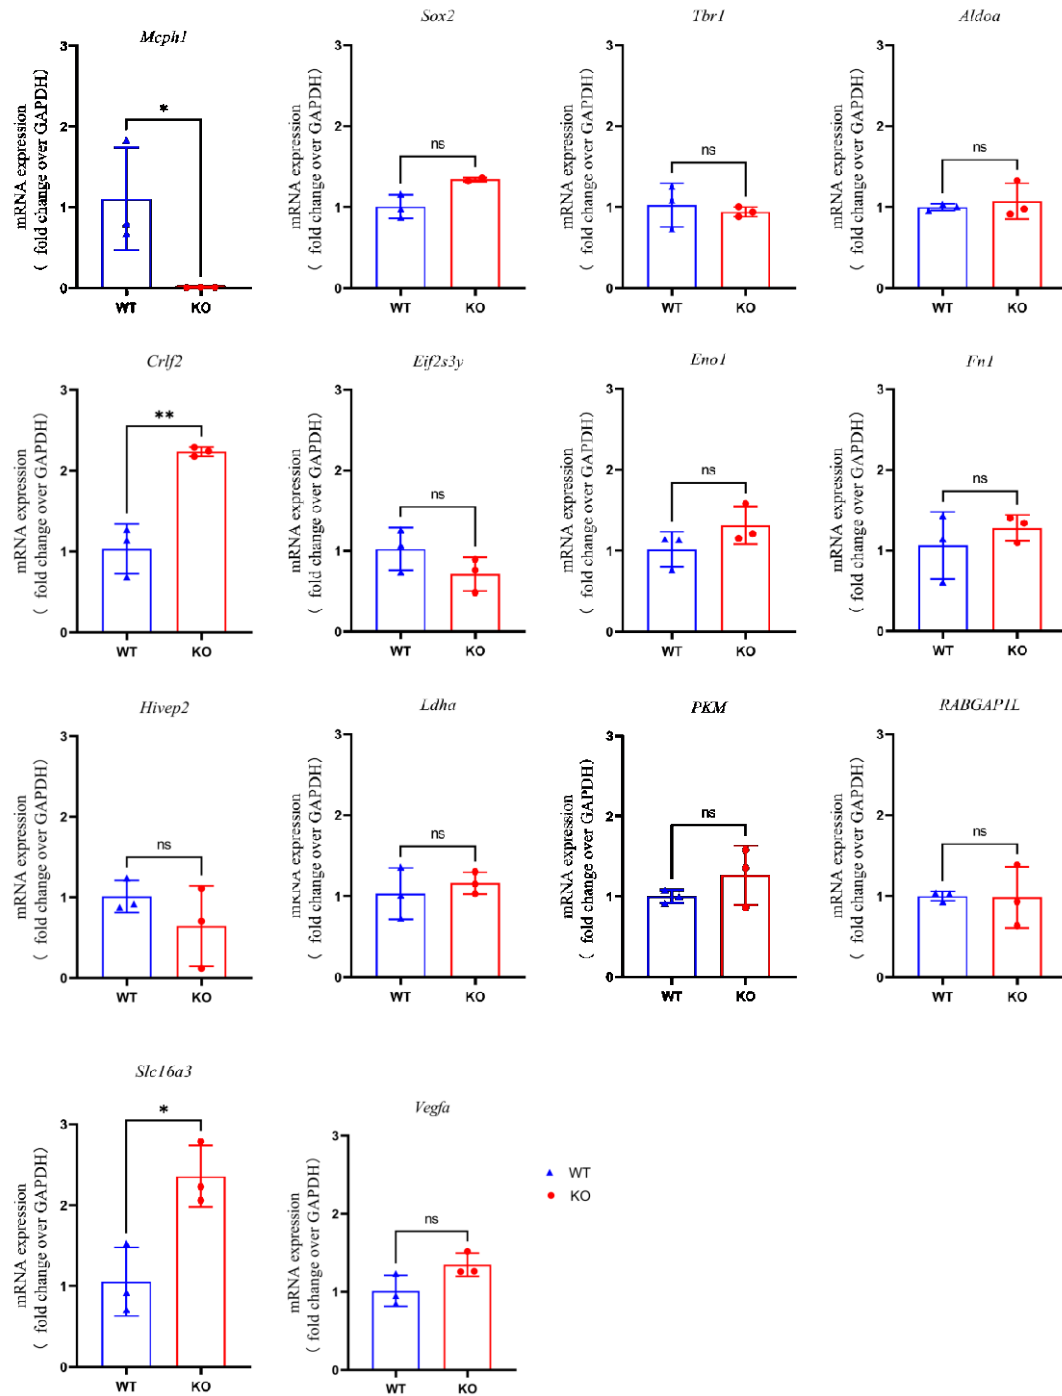 Mcph1
mRNA expression
( fold change over GAPDH)
3
2
1
0
*
WT
KO
Sox2
mRNA expression
( fold change over GAPDH)
3
2
1
0
ns
WT
KO
Tbr1
mRNA expression
( fold change over GAPDH)
3
2
1
0
ns
WT
KO
Aldoa
mRNA expression
( fold change over GAPDH)
3
2
1
0
ns
WT
KO
Crlf2
mRNA expression
( fold change over GAPDH)
3
2
1
0
**
WT
KO
Eif2s3y
mRNA expression
( fold change over GAPDH)
3
2
1
0
ns
WT
KO
Eno1
mRNA expression
( fold change over GAPDH)
3
2
1
0
ns
WT
KO
Fn1
mRNA expression
( fold change over GAPDH)
3
2
1
0
ns
WT
KO
Hivep2
mRNA expression
( fold change over GAPDH)
3
2
1
0
ns
WT
KO
Ldha
mRNA expression
( fold change over GAPDH)
3
2
1
0
ns
WT
KO
PKM
mRNA expression
( fold change over GAPDH)
3
2
1
0
ns
WT
KO
RABGAP1L
mRNA expression
( fold change over GAPDH)
3
2
1
0
ns
WT
KO
Slc16a3
mRNA expression
( fold change over GAPDH)
3
2
1
0
*
WT
KO
Vegfa
mRNA expression
( fold change over GAPDH)
3
2
1
0
ns
WT
KO
WT
KO